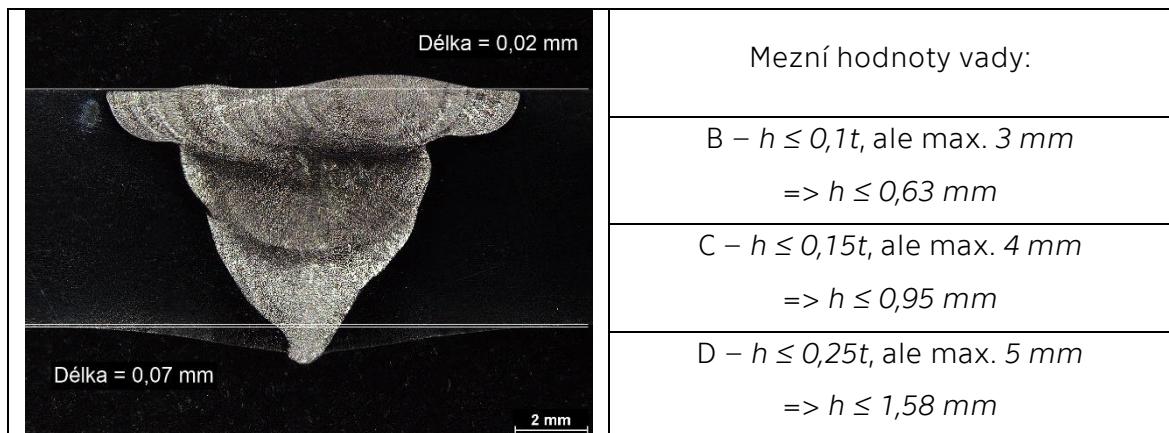 Délka = 0,02 mm
Délka = 0,07 mm
2 mm
Mezní hodnoty vady:
B – h ≤ 0,1t, ale max. 3 mm
=> h ≤ 0,63 mm
C – h ≤ 0,15t, ale max. 4 mm
=> h ≤ 0,95 mm
D – h ≤ 0,25t, ale max. 5 mm
=> h ≤ 1,58 mm